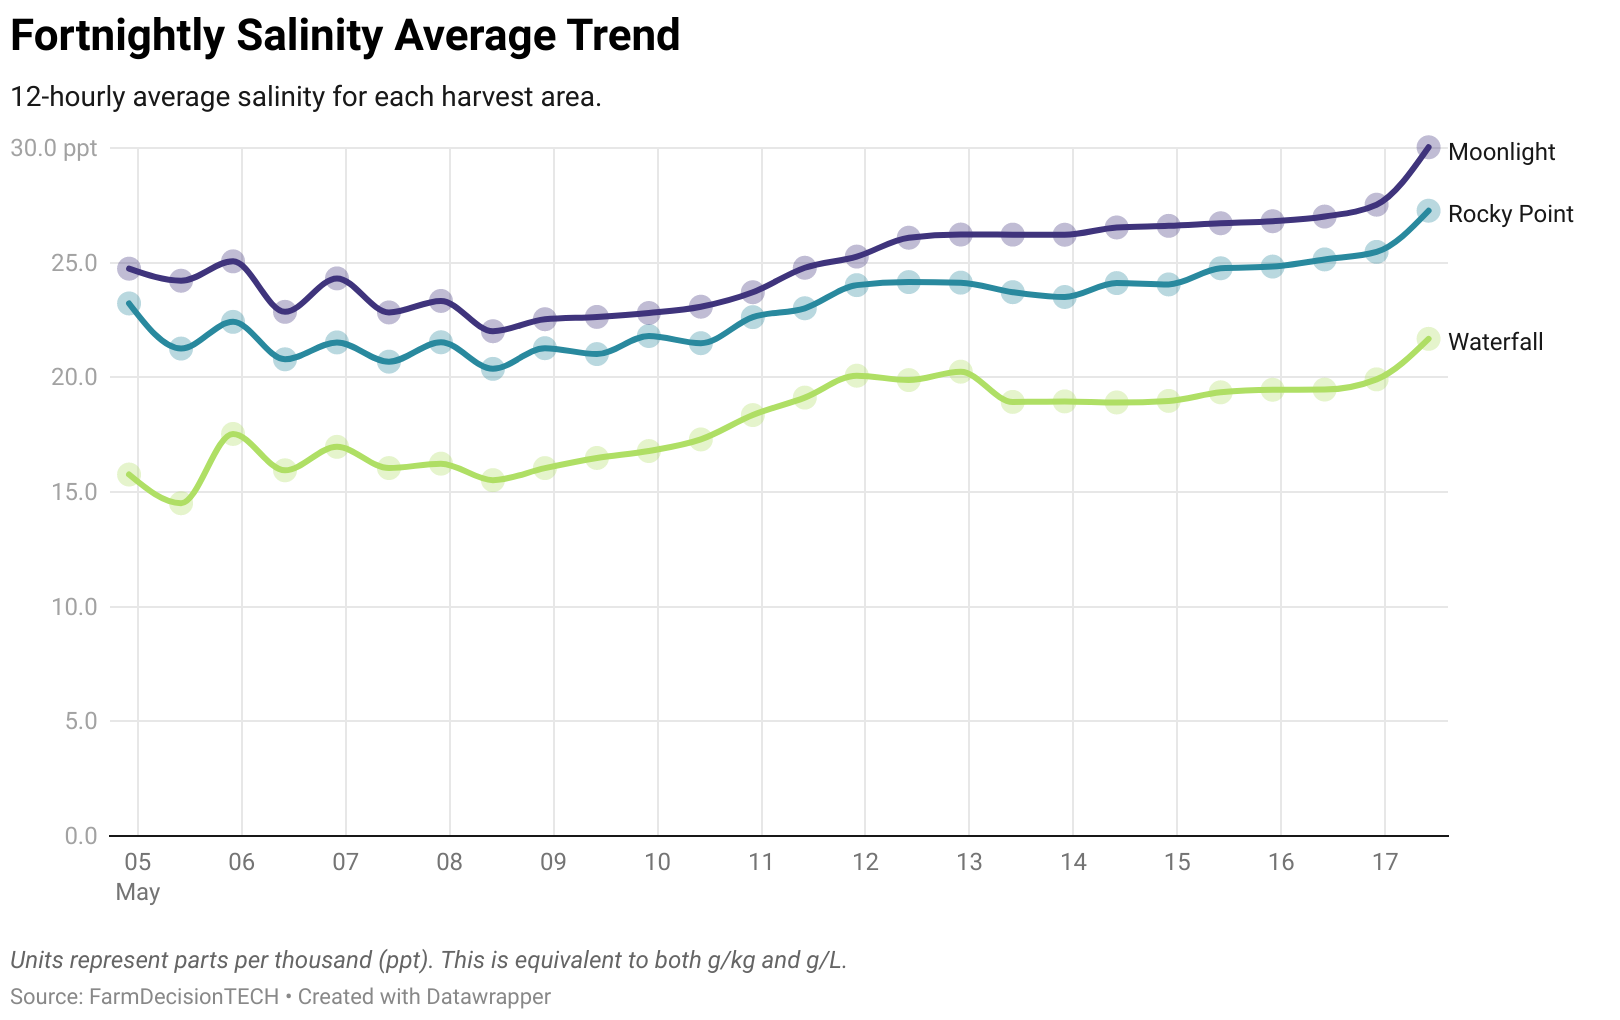 Fortnightly Salinity Average Trend
12-hourly average salinity for each harvest area.
30.0 ppt
Moonlight
Rocky Point
25.0
Waterfall
20.0
15.0
10.0
5.0
0.0
05 06 07 08 09 10 11 12 13 14 15 16 17
May
Units represent parts per thousand (ppt). This is equivalent to both g/kg and g/L.
Source: FarmDecisionTECH • Created with Datawrapper